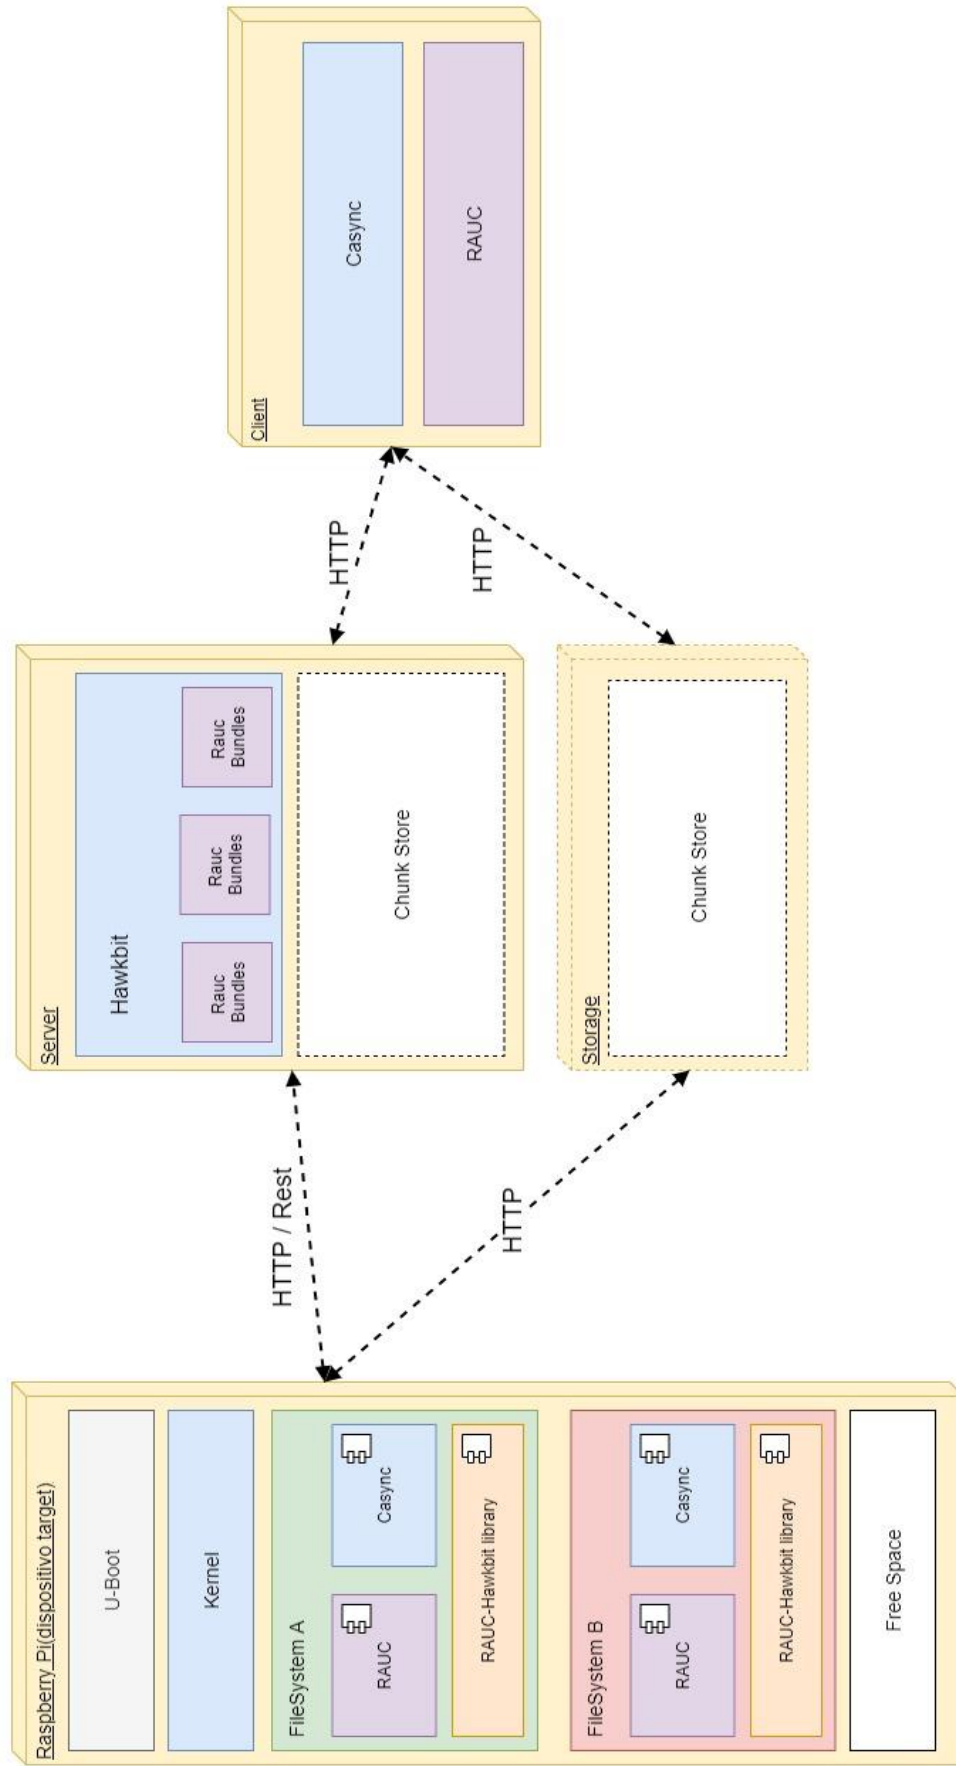 Raspberry Pi(dispositivo target)
U-Boot
Kernel
FileSystem A
RAUC
Casync
RAUC-Hawkbit library
FileSystem B
RAUC
Casync
RAUC-Hawkbit library
Free Space
HTTP / Rest
HTTP
Server
Hawkbit
Rauc
Bundles
Rauc
Bundles
Rauc
Bundles
Chunk Store
Storage
Chunk Store
HTTP
HTTP
Client
Casync
RAUC